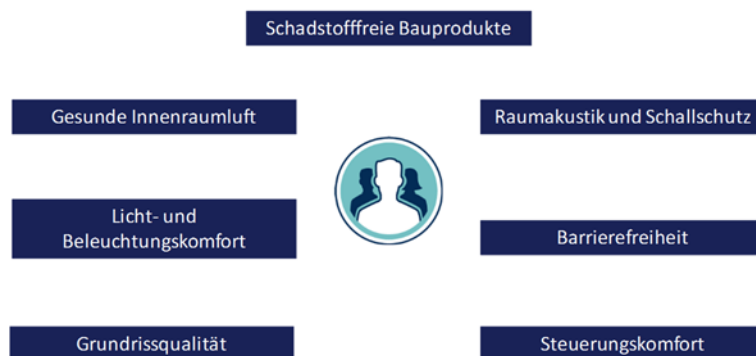 Schadstofffreie Bauprodukte
Gesunde Innenraumluft
Raumakustik und Schallschutz
Licht- und
Beleuchtungskomfort
Barrierefreiheit
Grundrissqualität
Steuerungskomfort